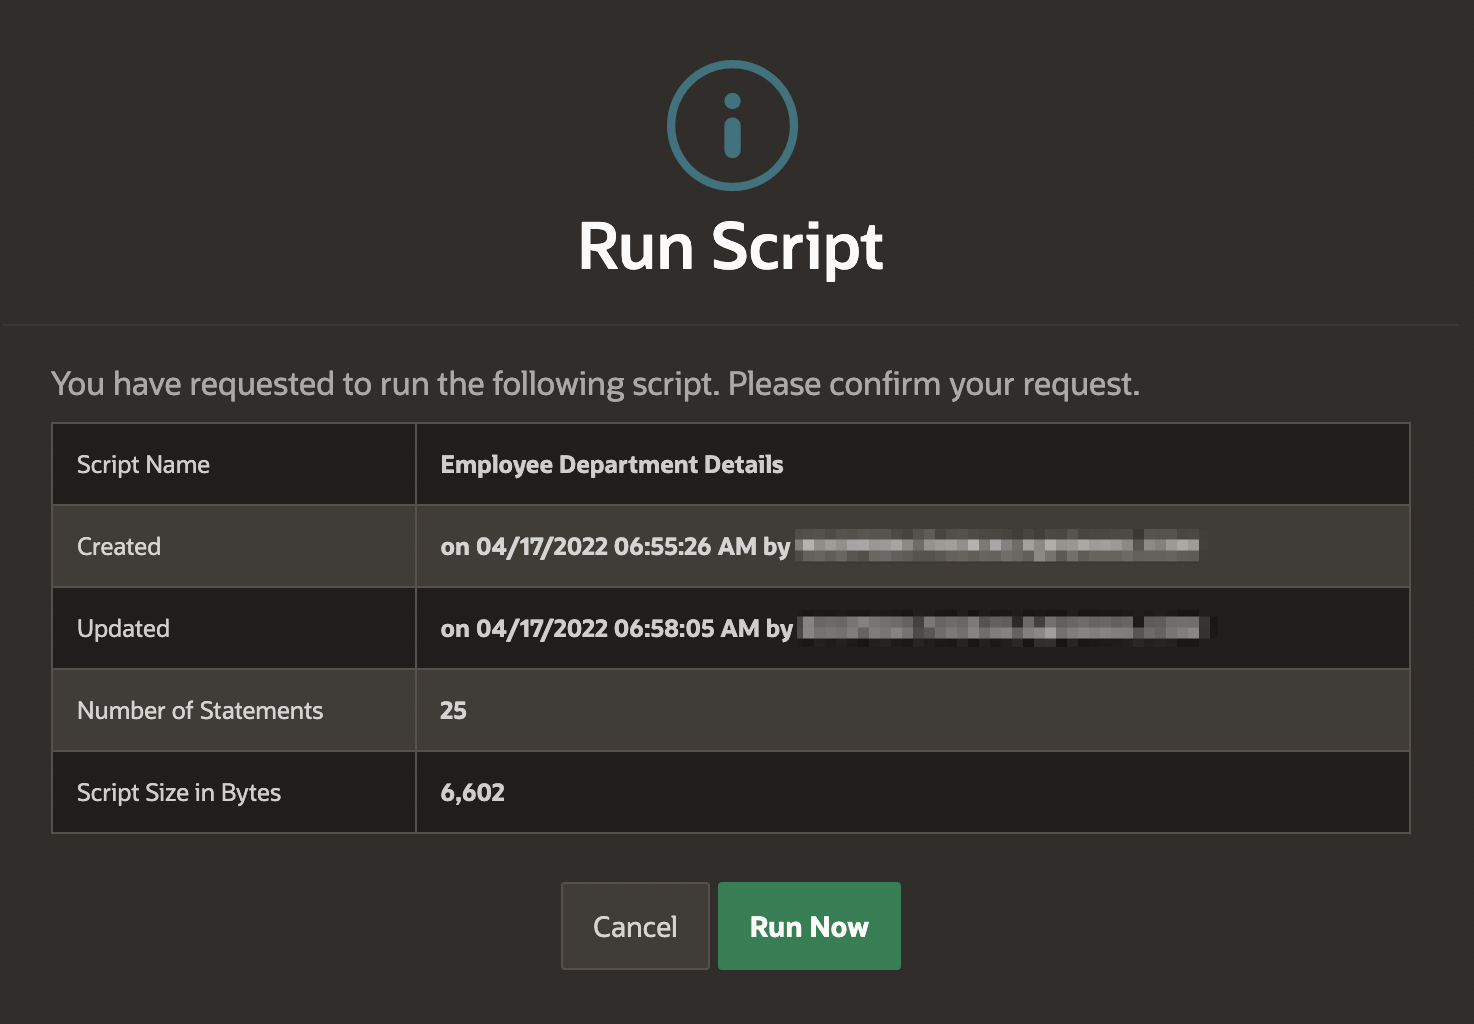 Run Script
You have requested to run the following script. Please confirm your request.
Script Name Employee Department Details
Created on 04/17/2022 06:55:26 AM by
Updated on 04/17/2022 06:58:05 AM by
Number of Statements 25
Script Size in Bytes 6,602
Cancel Run Now